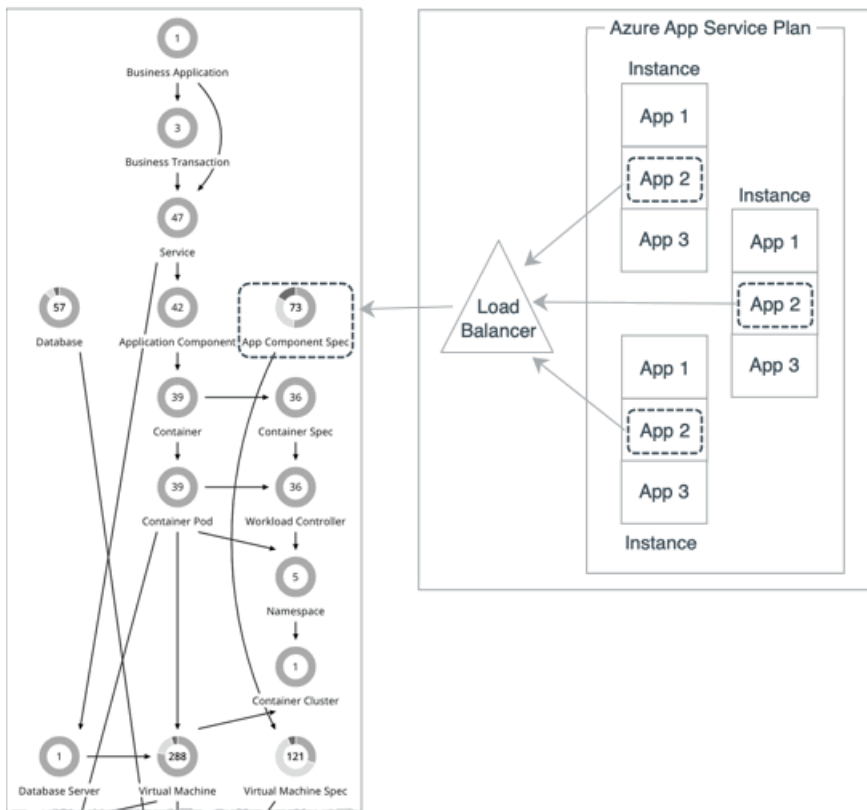 1
Business Application
3
Business Transaction
47
Service
57
Database
42
Application Component
73
App Component Spec
39
Container
36
Container Spec
39
Container Pod
36
Workload Controller
5
Namespace
1
Container Cluster
1
Database Server
288
Virtual Machine
121
Virtual Machine Spec
Azure App Service Plan
Instance
App 1
App 2
App 3
Instance
App 1
App 2
App 3
Load
Balancer
App 1
App 2
App 3
Instance